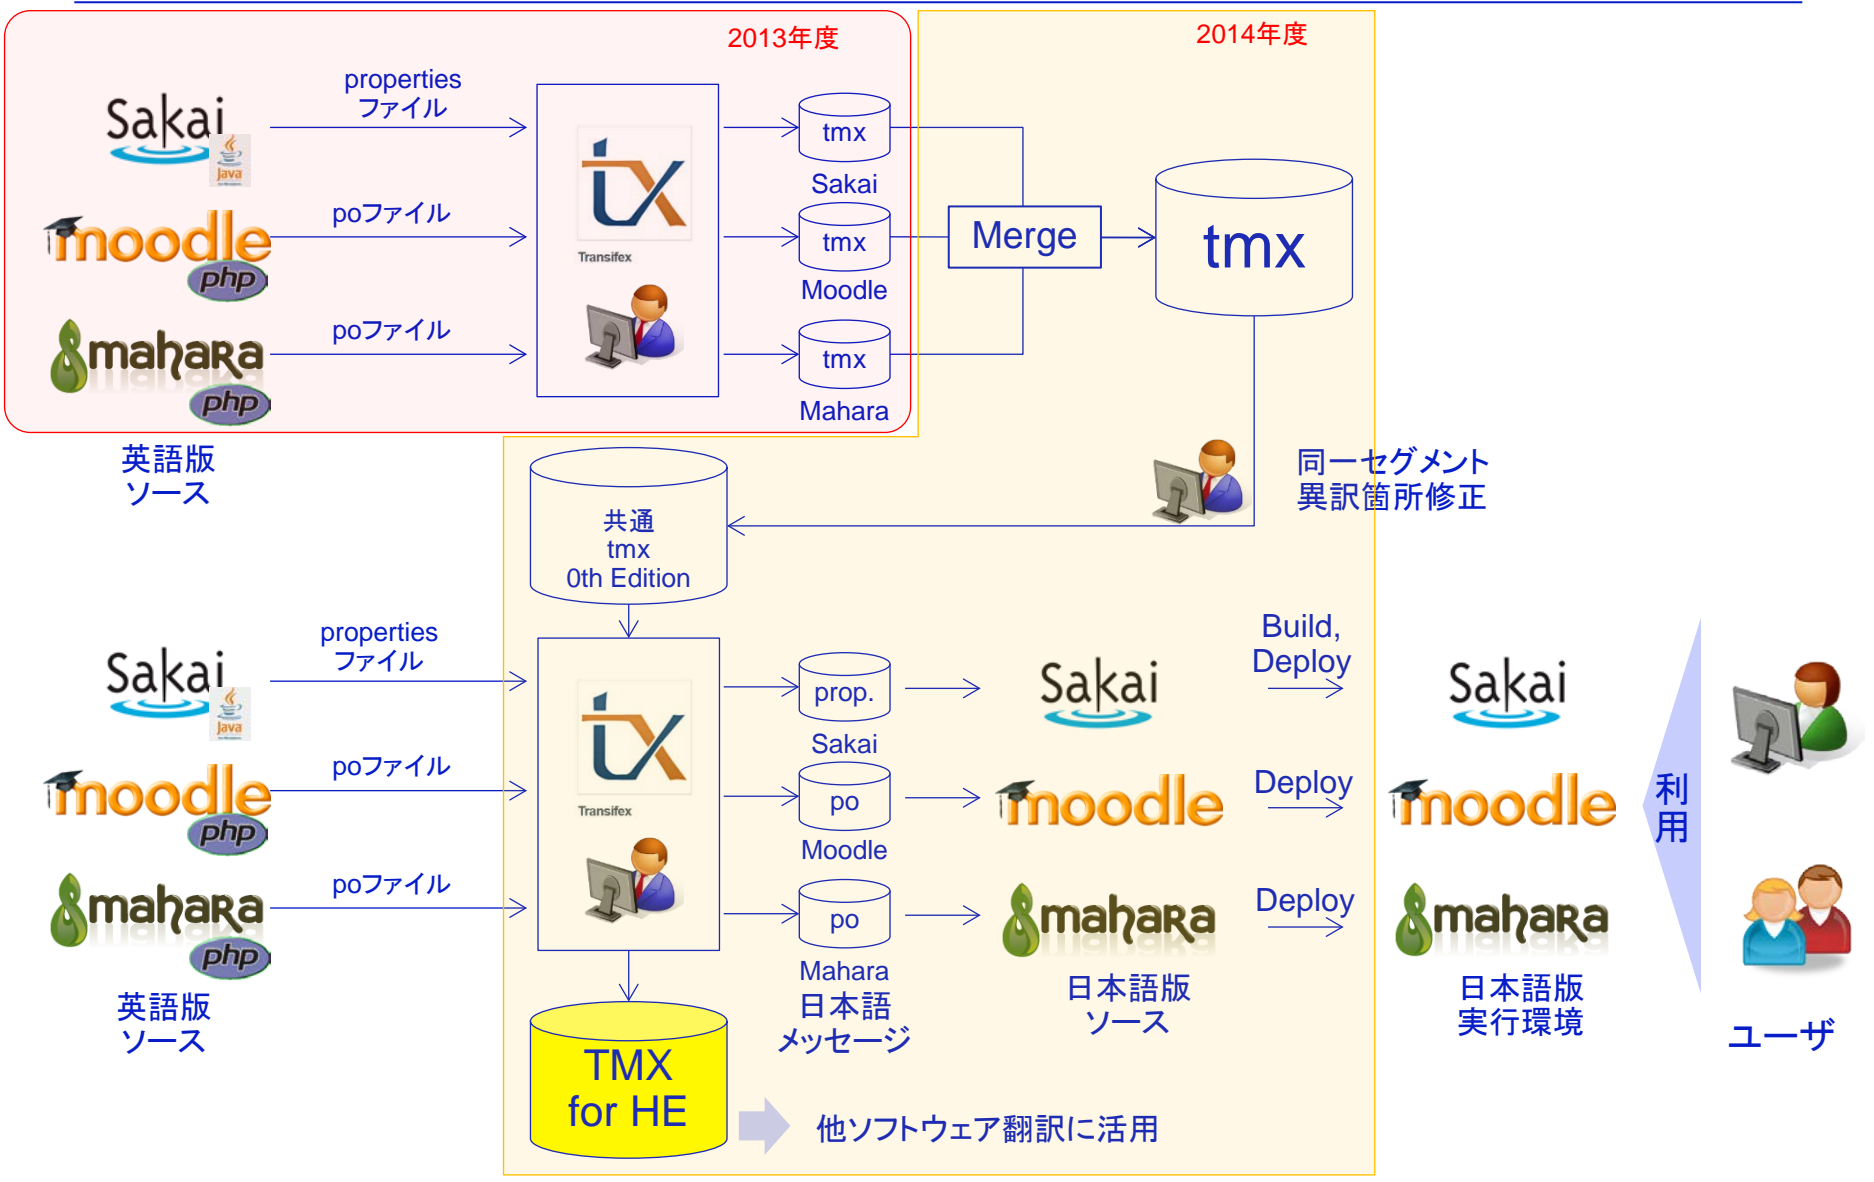 2013年度
2014年度
properties
ファイル
Sakai
Java
poファイル
moodle
php
poファイル
mahara
php
英語版
ソース
tx
Transifex
tmx
Sakai
tmx
Moodle
tmx
Mahara
Merge
tmx
同一セグメント
異訳箇所修正
共通
tmx
0th Edition
properties
ファイル
Sakai
Java
poファイル
moodle
php
poファイル
mahara
php
英語版
ソース
tx
Transifex
prop.
Sakai
po
Moodle
po
Mahara
日本語
メッセージ
Sakai
moodle
mahara
日本語版
ソース
Build,
Deploy
Deploy
Deploy
Sakai
moodle
mahara
日本語版
実行環境
利
用
ユーザ
TMX
for HE
他ソフトウェア翻訳に活用